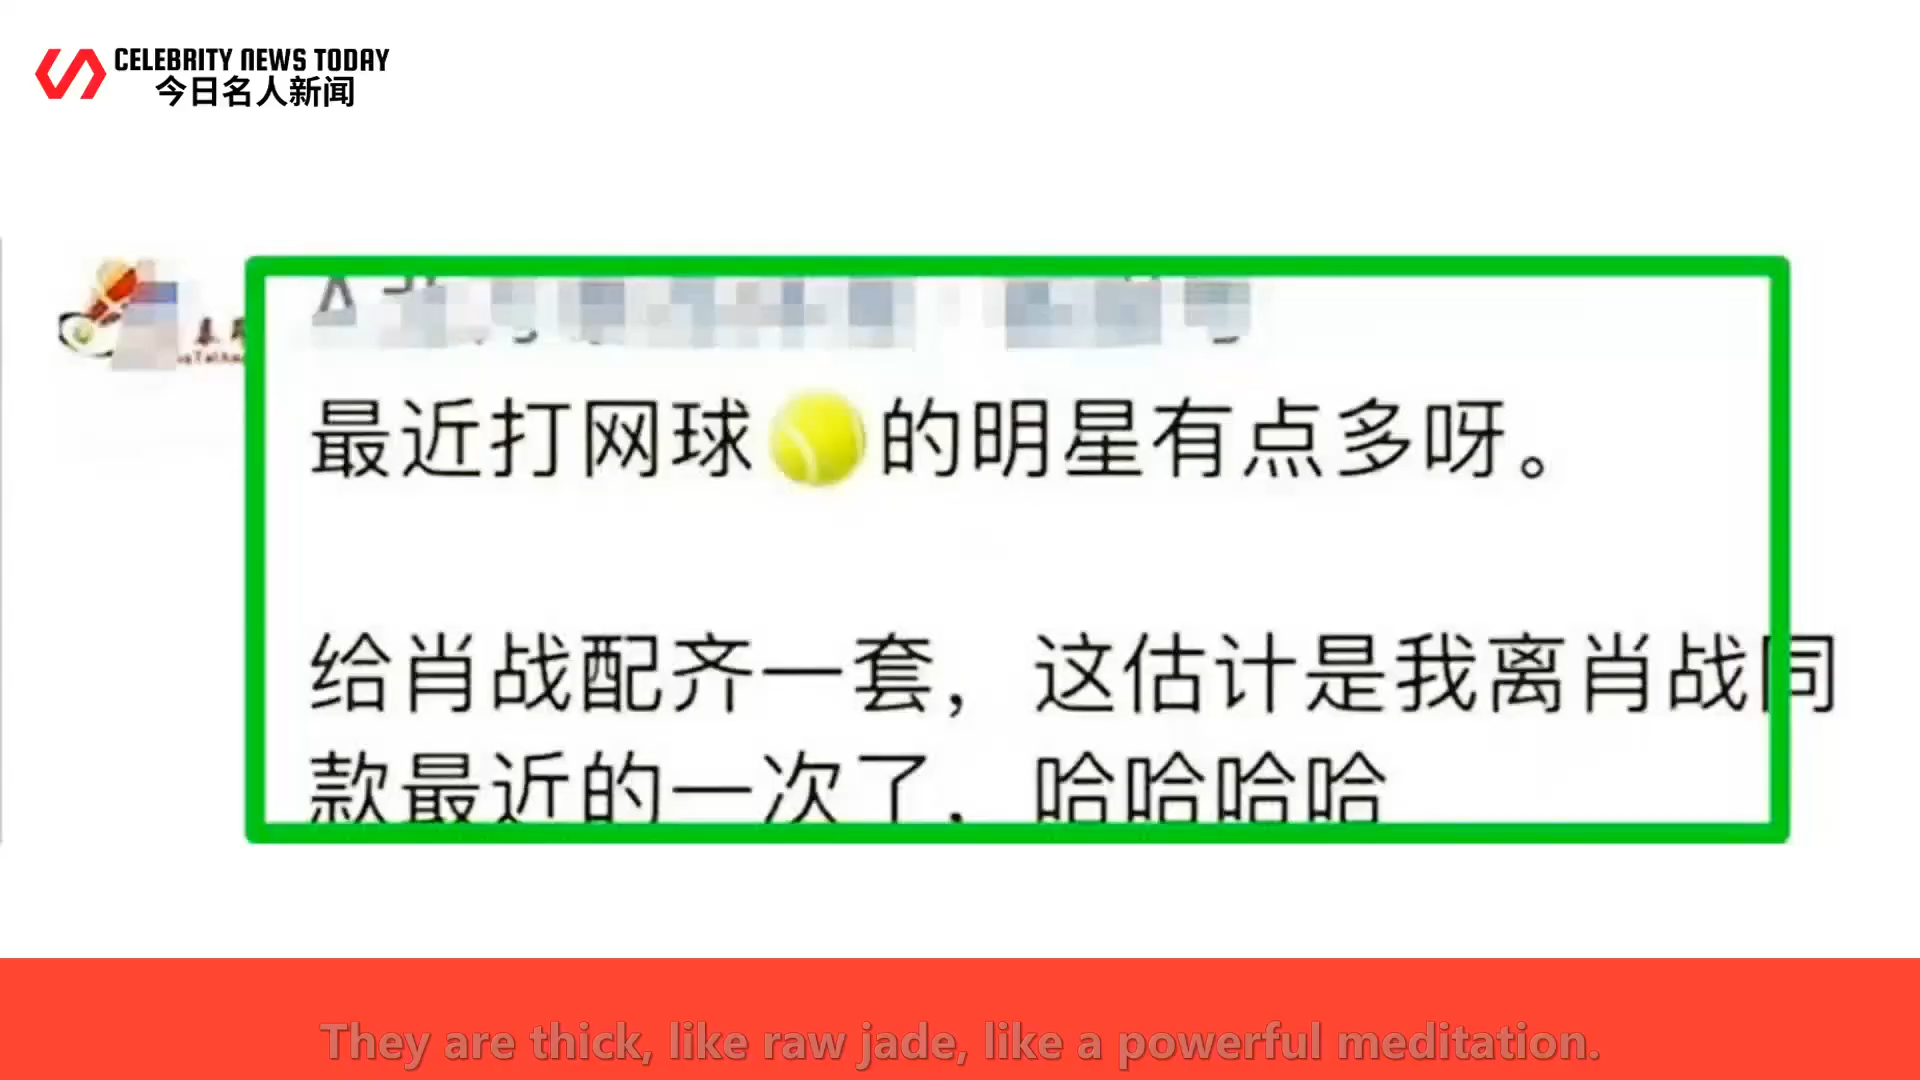 CELEBRITY NEWS TODAY
今日名人新闻
最近打网球🎾的明星有点多呀。
给肖战配齐一套，这估计是我离肖战同
款最近的一次了，哈哈哈哈
They are thick, like raw jade, like a powerful meditation.